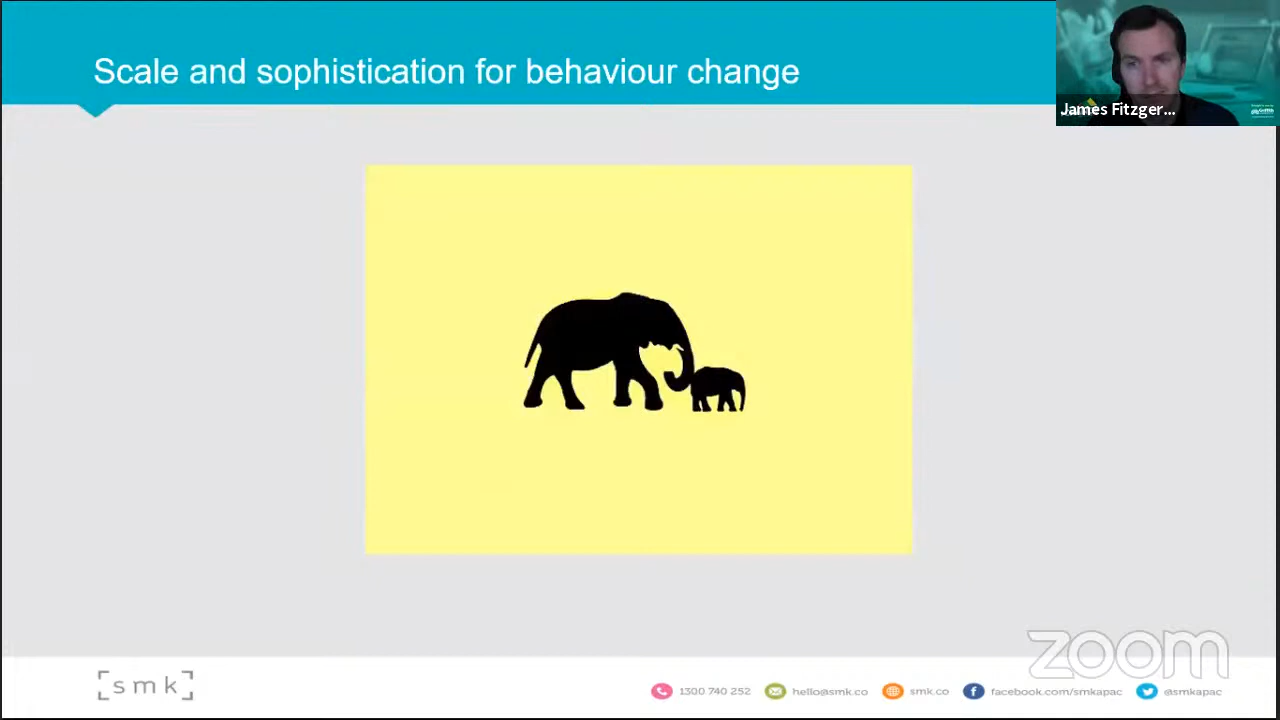 Scale and sophistication for behaviour change
James Fitzger...
zoom
[smk]
1300 740 252
hello@smk.co
smk.co
facebook.com/smkapac
@smkapac